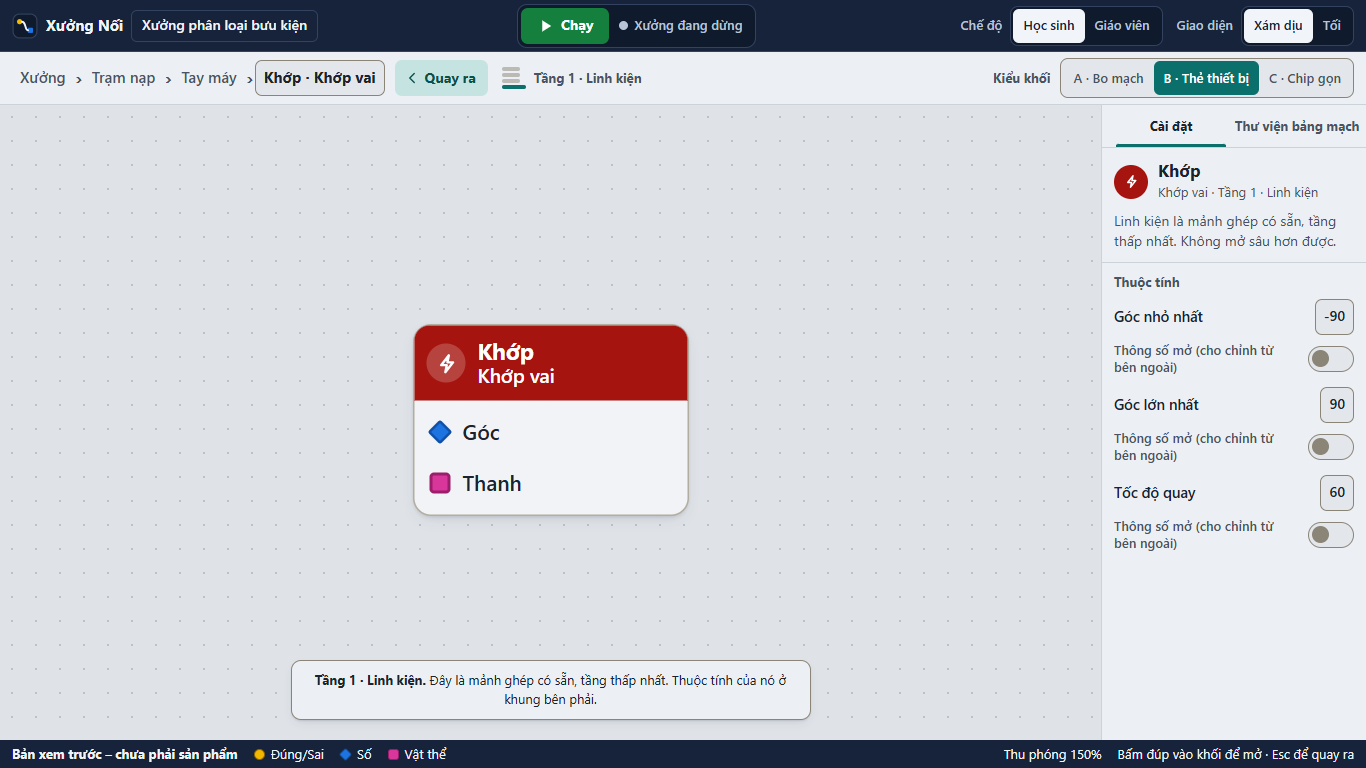 Xưởng Nối
Xưởng phân loại bưu kiện
Chạy
Xưởng đang dừng
Chế độ
Học sinh
Giáo viên
Giao diện
Xám dịu
Tối
Xưởng › Trạm nạp › Tay máy › Khớp · Khớp vai
Quay ra
Tầng 1 · Linh kiện
Kiểu khối
A · Bo mạch
B · Thẻ thiết bị
C · Chip gọn
Cài đặt
Thư viện bảng mạch
Khớp
Khớp vai · Tầng 1 · Linh kiện
Linh kiện là mảnh ghép có sẵn, tầng
thấp nhất. Không mở sâu hơn được.
Thuộc tính
Góc nhỏ nhất
-90
Thông số mở (cho chỉnh từ
bên ngoài)
Góc lớn nhất
90
Thông số mở (cho chỉnh từ
bên ngoài)
Tốc độ quay
60
Thông số mở (cho chỉnh từ
bên ngoài)
Khớp
Khớp vai
Góc
Thanh
Tầng 1 · Linh kiện. Đây là mảnh ghép có sẵn, tầng thấp nhất. Thuộc tính của nó ở
khung bên phải.
Bản xem trước – chưa phải sản phẩm
Đúng/Sai
Số
Vật thể
Thu phóng 150%
Bấm đúp vào khối để mở · Esc để quay ra